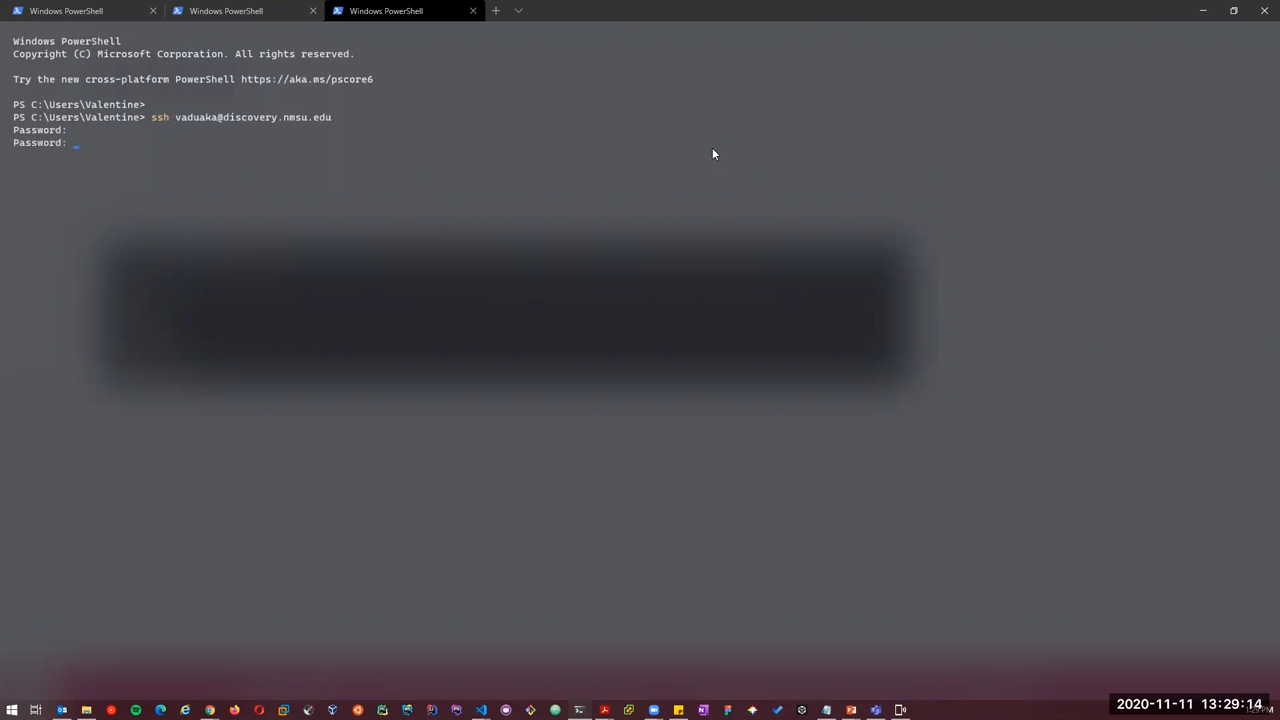 Windows PowerShell
Windows PowerShell
Windows PowerShell
Windows PowerShell
Copyright (C) Microsoft Corporation. All rights reserved.
Try the new cross-platform PowerShell https://aka.ms/pscore6
PS C:\Users\Valentine>
PS C:\Users\Valentine> ssh vaduaka@discovery.nmsu.edu
Password:
Password:
2020-11-11 13:29:14